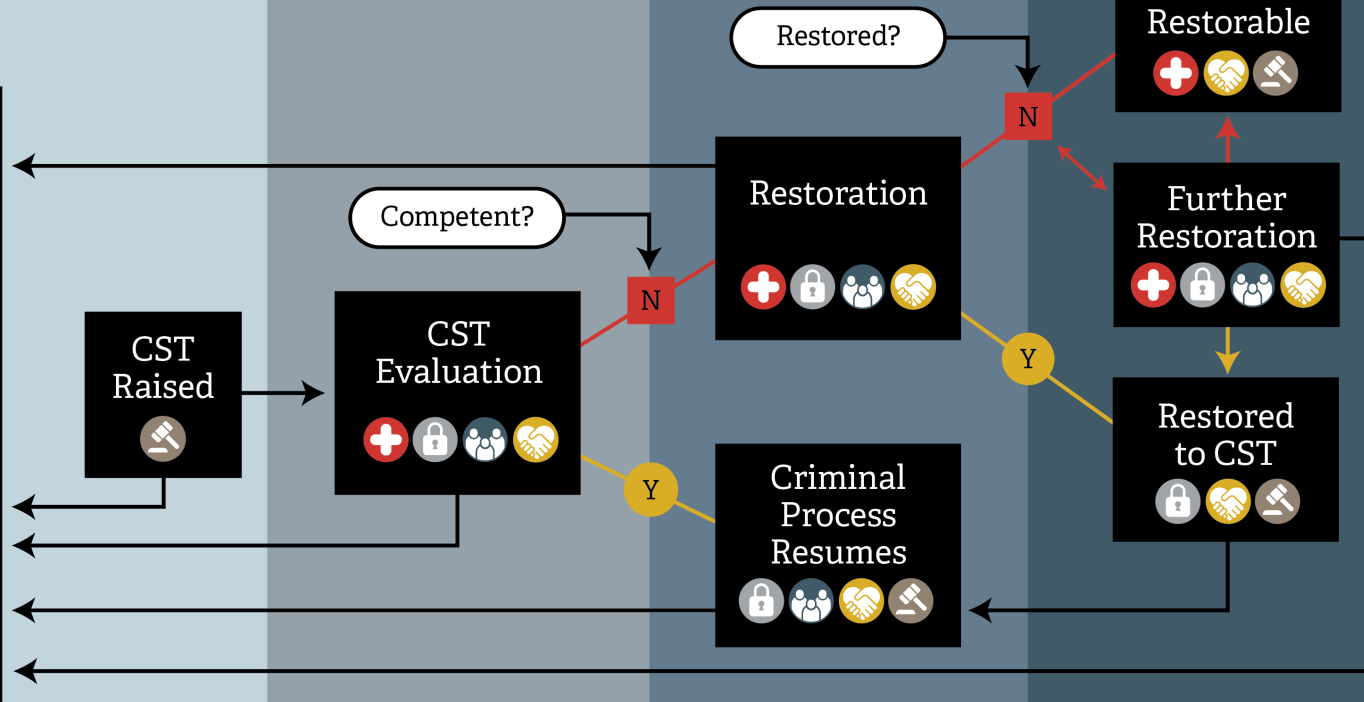 Restored?
Restorable
N
Restoration
Further
Restoration
Competent?
N
CST
Raised
CST
Evaluation
Y
Restored
to CST
Y
Criminal
Process
Resumes